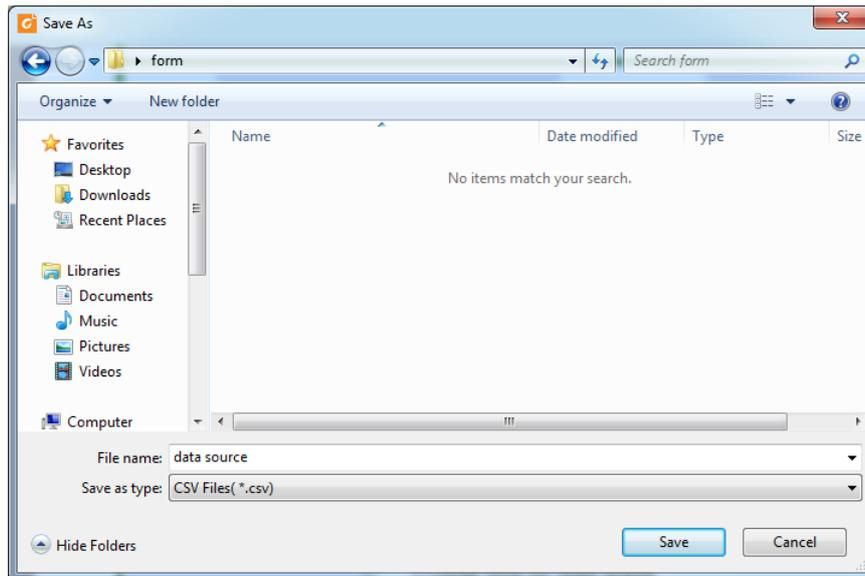 Save As
form
Search form
Organize
New folder
Name
Date modified
Type
Size
Favorites
Desktop
Downloads
Recent Places
Libraries
Documents
Music
Pictures
Videos
Computer
No items match your search.
File name: data source
Save as type: CSV Files( *.csv)
Hide Folders
Save
Cancel